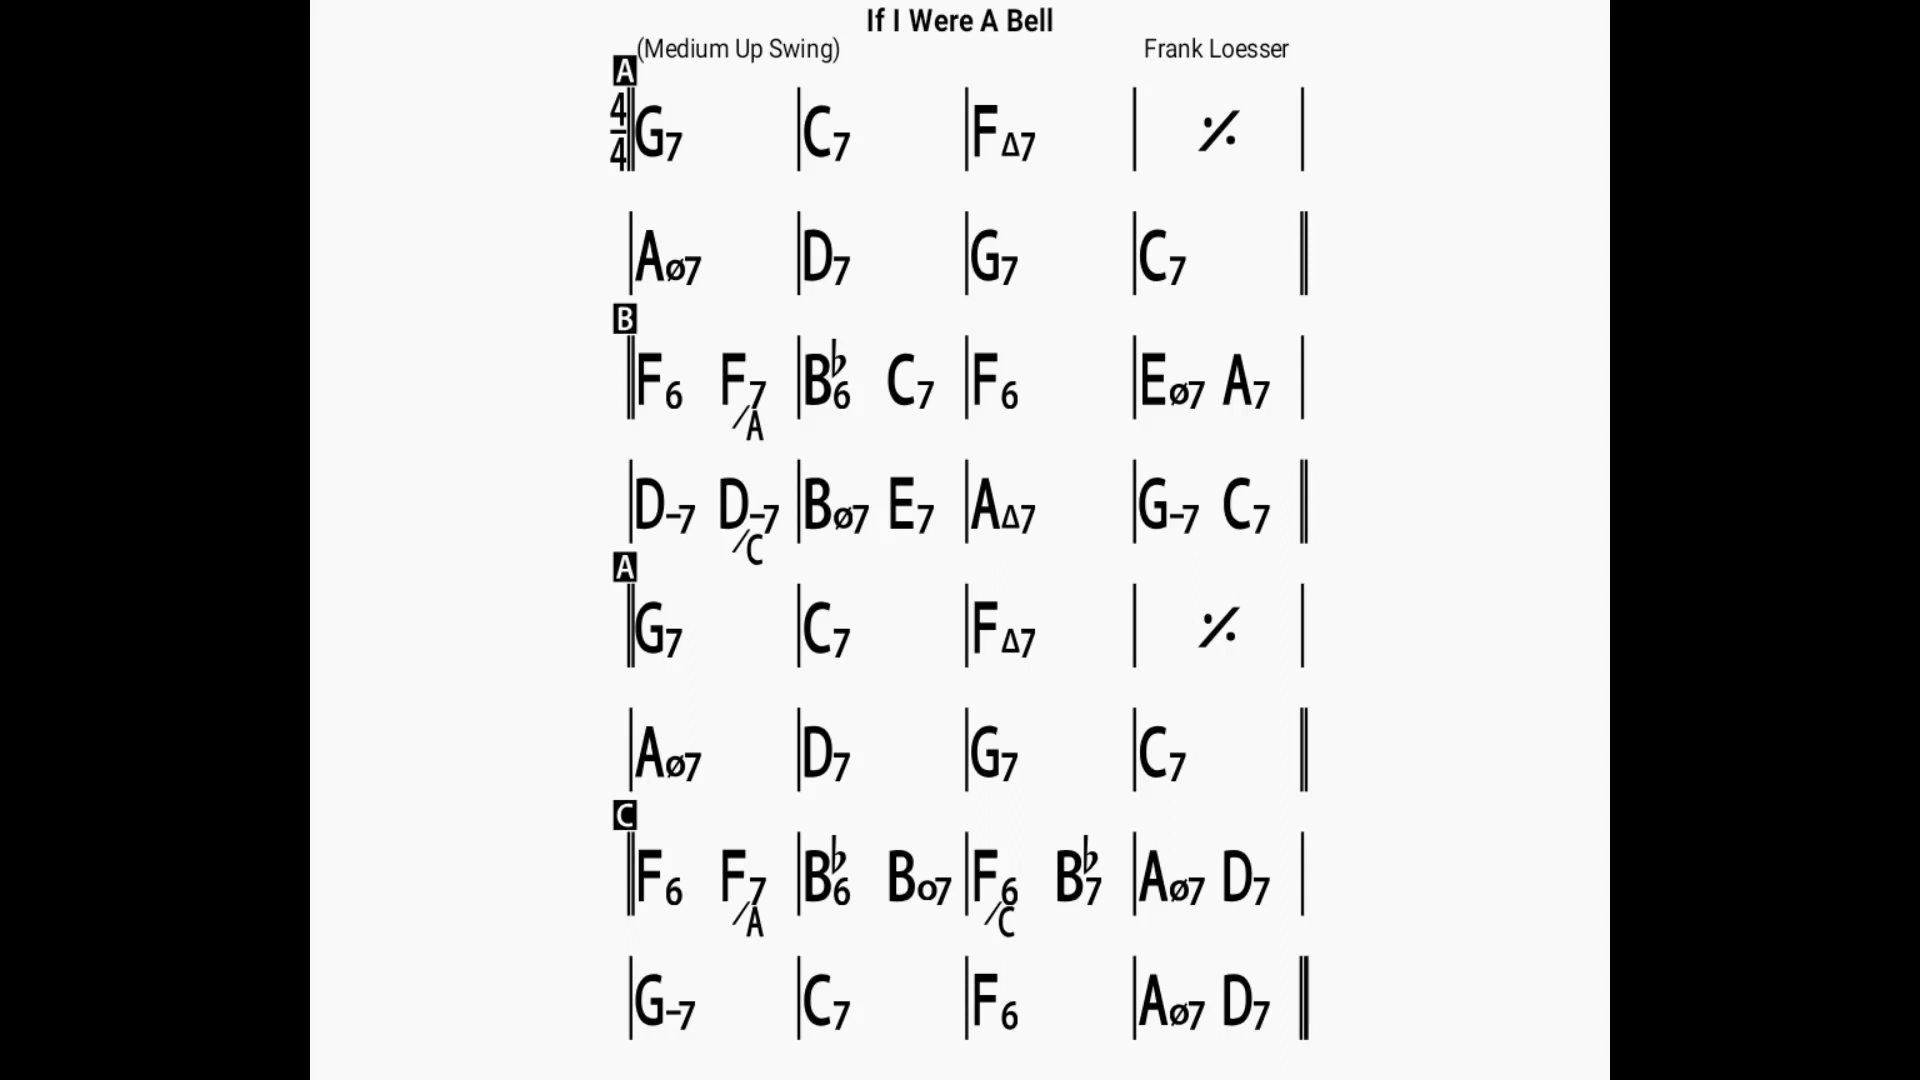 If I Were A Bell
(Medium Up Swing) Frank Loesser
A
4/4 G7 | C7 | FΔ7 | 𝄎 |
| Aø7 | D7 | G7 | C7 ||
B
|| F6 F7/A | B♭6 C7 | F6 | Eø7 A7 |
| D–7 D–7/C | Bø7 E7 | AΔ7 | G–7 C7 ||
A
|| G7 | C7 | FΔ7 | 𝄎 |
| Aø7 | D7 | G7 | C7 ||
C
|| F6 F7/A | B♭6 Bo7 | F6/C B♭7 | Aø7 D7 |
| G–7 | C7 | F6 | Aø7 D7 ||